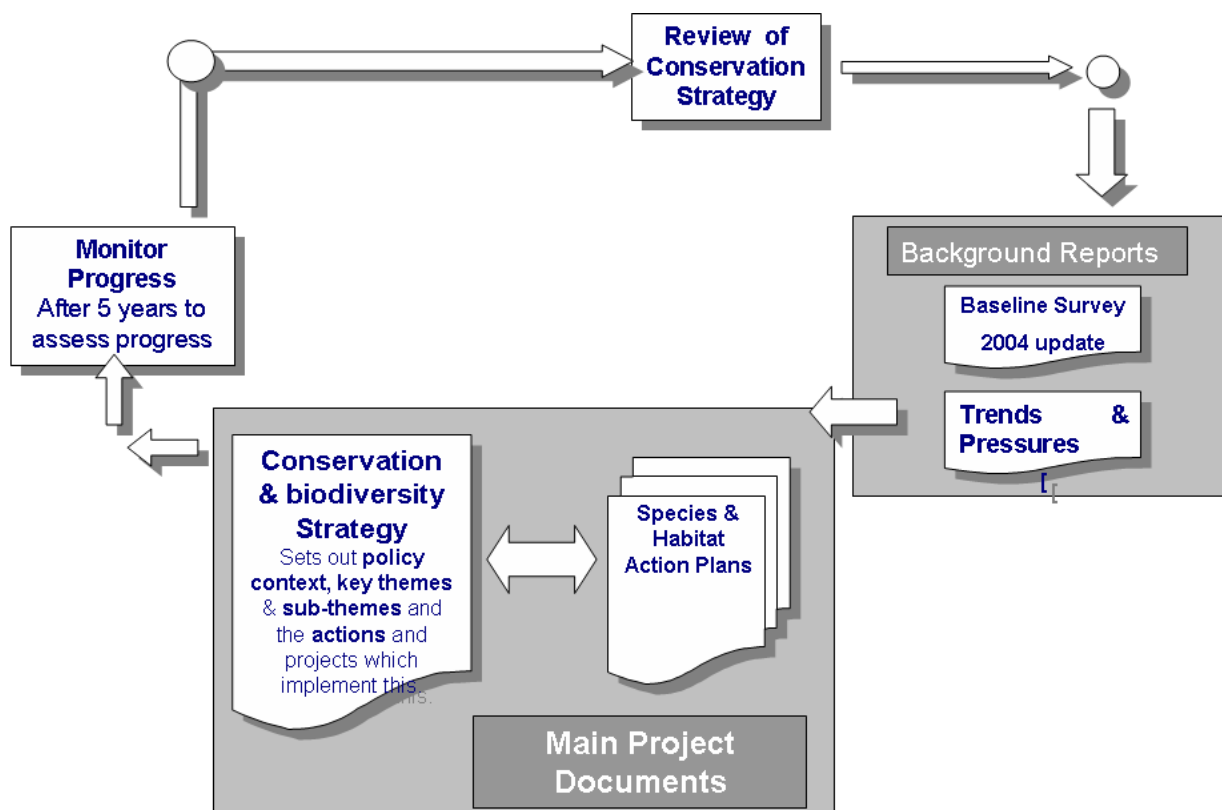 Review of
Conservation
Strategy
Monitor
Progress
After 5 years to
assess progress
Background Reports
Baseline Survey
2004 update
Trends &
Pressures
[
Conservation
& biodiversity
Strategy
Sets out policy
context, key themes
& sub-themes and
the actions and
projects which
implement this.
Species &
Habitat
Action Plans
Main Project
Documents